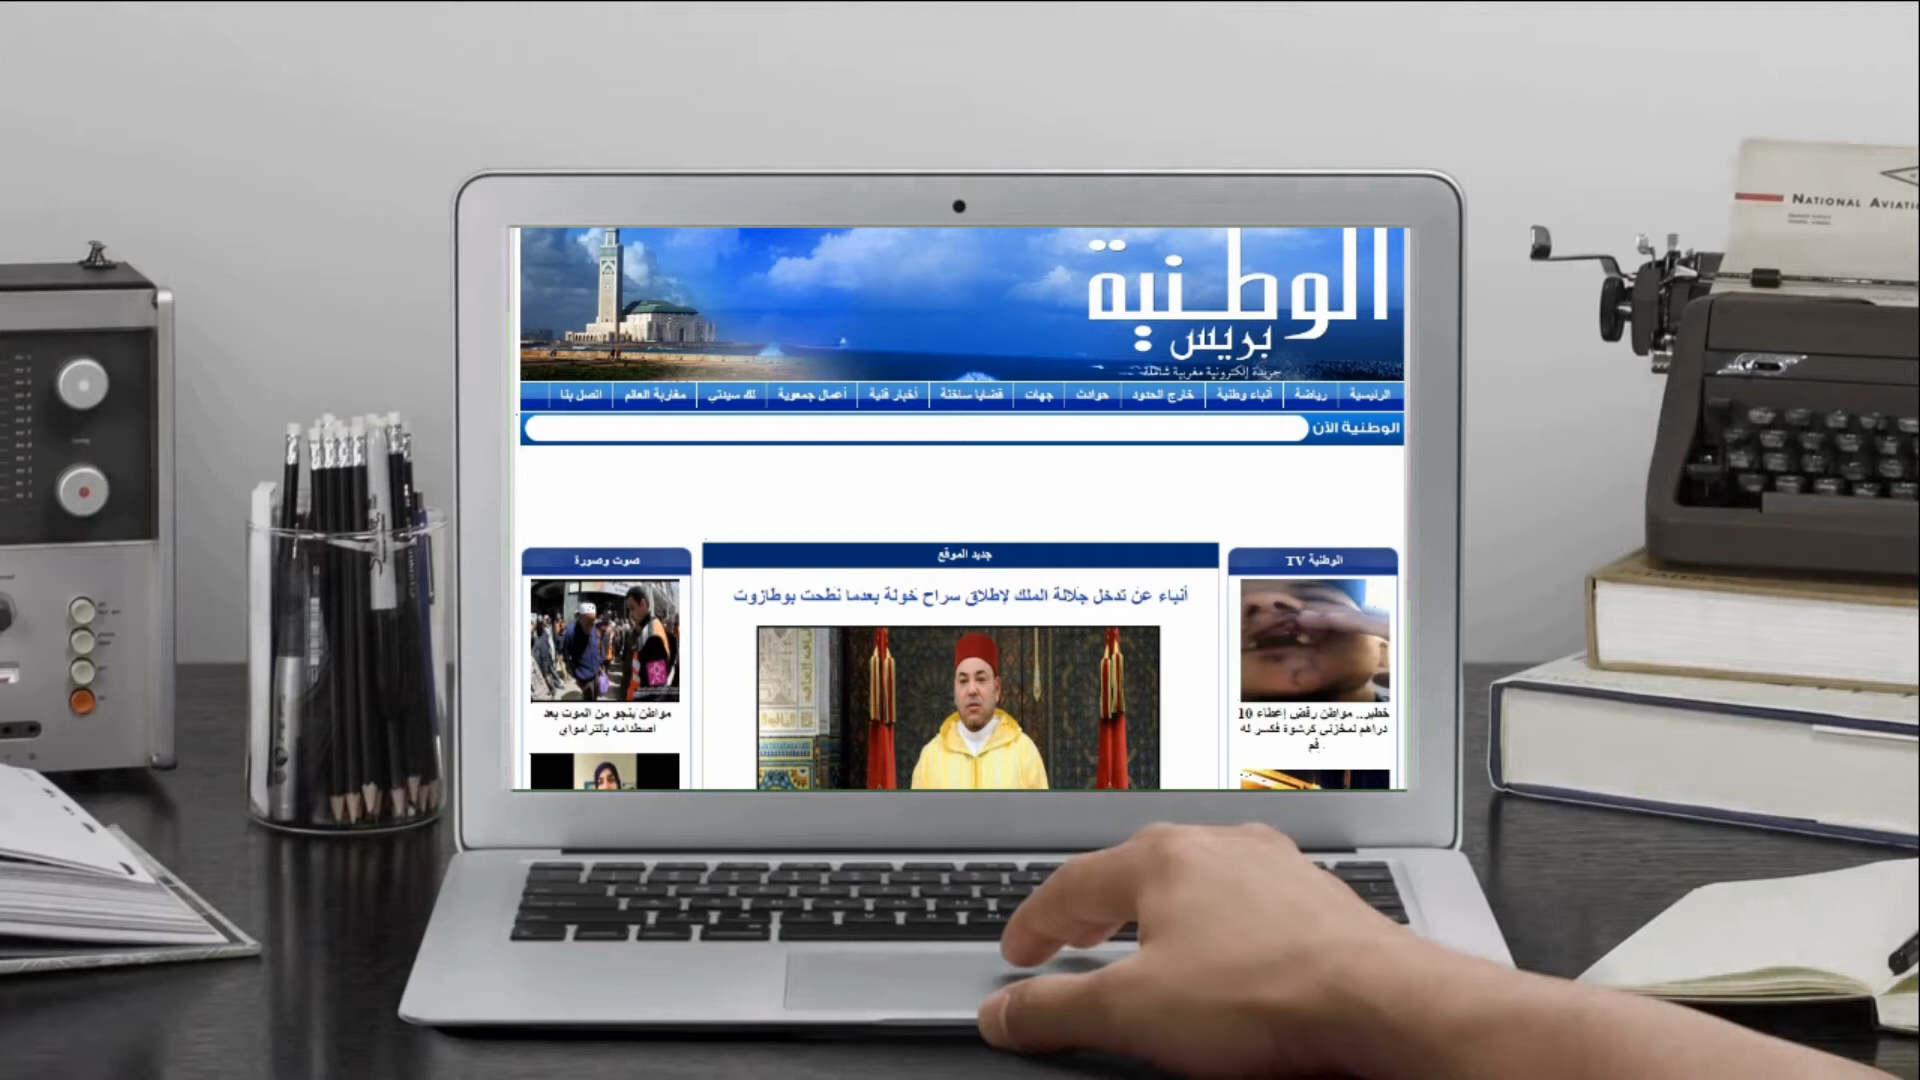 NATIONAL AVIATI
الوطنية
بريس
جريدة إلكترونية مغربية شاملة
الرئيسية
رياضة
أنباء وطنية
خارج الحدود
حوادث
جهات
قضايا ساخنة
أخبار فنية
أعمال جمعوية
لك سيدتي
مغاربة العالم
اتصل بنا
الوطنية الآن
الوطنية TV
خطير.. مواطن رفض إعطاء 10
دراهم لمخزني كرشوة فكسر له
فم
جديد الموقع
أنباء عن تدخل جلالة الملك لإطلاق سراح خولة بعدما نطحت بوطازوت
صوت وصورة
مواطن ينجو من الموت بعد
اصطدامه بالترامواي